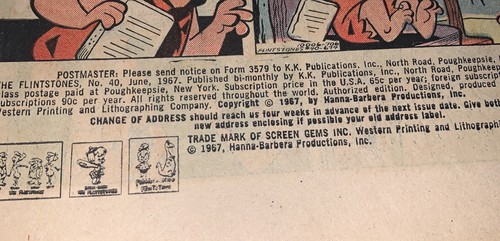 FLINTSTONES
POSTMASTER: Please send notice on Form 3579 to K.K. Publications, Inc., North Road, Poughkeepsie,
THE FLINTSTONES, No. 40, June, 1967. Published bi-monthly by K.K. Publications, Inc., North Road, Poughkeep
class postage paid at Poughkeepsie, New York. Subscription price in the U.S.A. 65c per year; foreign subscrip
subscriptions 90c per year. All rights reserved throughout the world. Authorized edition. Designed, produced
Western Printing and Lithographing Company. Copyright © 1967, by Hanna-Barbera Productions, Inc.
CHANGE OF ADDRESS should reach us four weeks in advance of the next issue date. Give both
new address enclosing if possible your old address label.
TRADE MARK OF SCREEN GEMS INC. Western Printing and Lithographi
© 1967, Hanna-Barbera Productions, Inc.